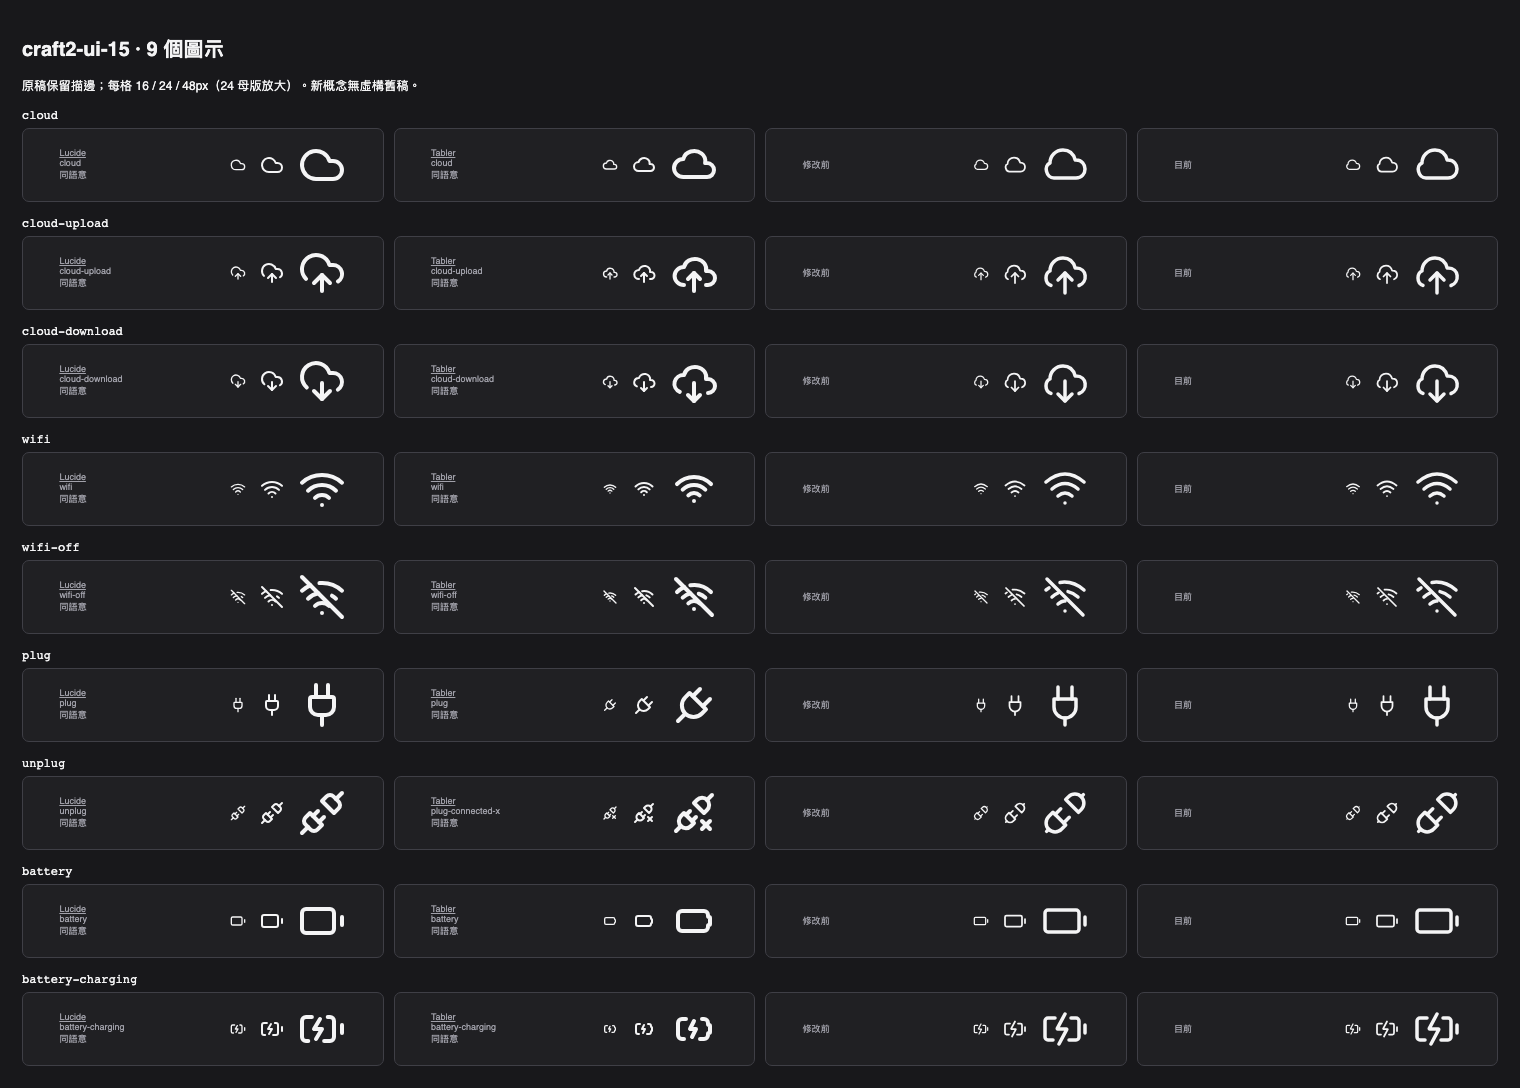 craft2-ui-15 · 9 個圖示
原稿保留描邊；每格 16 / 24 / 48px（24 母版放大）。新概念無虛構舊稿。
cloud
Lucide
cloud
同語意
Tabler
cloud
同語意
修改前
目前
cloud-upload
Lucide
cloud-upload
同語意
Tabler
cloud-upload
同語意
修改前
目前
cloud-download
Lucide
cloud-download
同語意
Tabler
cloud-download
同語意
修改前
目前
wifi
Lucide
wifi
同語意
Tabler
wifi
同語意
修改前
目前
wifi-off
Lucide
wifi-off
同語意
Tabler
wifi-off
同語意
修改前
目前
plug
Lucide
plug
同語意
Tabler
plug
同語意
修改前
目前
unplug
Lucide
unplug
同語意
Tabler
plug-connected-x
同語意
修改前
目前
battery
Lucide
battery
同語意
Tabler
battery
同語意
修改前
目前
battery-charging
Lucide
battery-charging
同語意
Tabler
battery-charging
同語意
修改前
目前